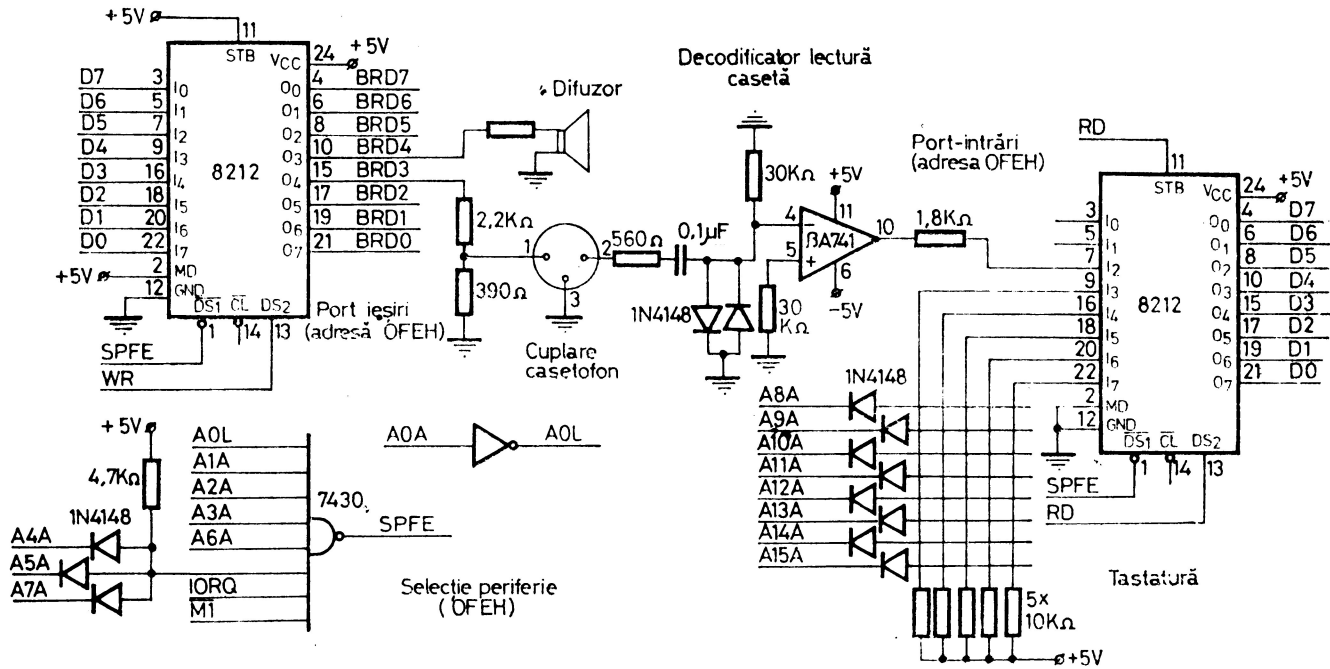 +5V
11
STB
24
+5V
VCC
D7 3 I0 O0 4 BRD7
D6 5 I1 O1 6 BRD6
D5 7 I2 O2 8 BRD5
D4 9 I3 O3 10 BRD4
D3 16 I4 8212 O4 15 BRD3
D2 18 I5 O5 17 BRD2
D1 20 I6 O6 19 BRD1
D0 22 I7 O7 21 BRD0
+5V 2 MD
12 GND
DS1 CL DS2
1 14 13
SPFE
WR
Port ieșiri
(adresă OFEH)
Difuzor
2,2KΩ
390Ω
1 2
3
Cuplare
casetofon
560Ω
0,1μF
1N4148
Decodificator lectură
casetă
30KΩ
+5V
4 − 11
βA741 10
5 + 6
−5V
30
KΩ
1,8KΩ
Port-intrări
(adresa OFEH)
RD
11
STB
24 +5V
VCC
3 I0 O0 4 D7
5 I1 O1 6 D6
7 I2 O2 8 D5
9 I3 O3 10 D4
16 I4 8212 O4 15 D3
18 I5 O5 17 D2
20 I6 O6 19 D1
22 I7 O7 21 D0
2 MD
12 GND
DS1 CL DS2
1 14 13
SPFE
RD
1N4148
A8A
A9A
A10A
A11A
A12A
A13A
A14A
A15A
Tastatură
5x
10KΩ
+5V
+5V
4,7KΩ
1N4148
A4A
A5A
A7A
A0L
A1A
A2A
A3A
A6A
IORQ
M1
7430
SPFE
A0A A0L
Selecție periferie
(OFEH)